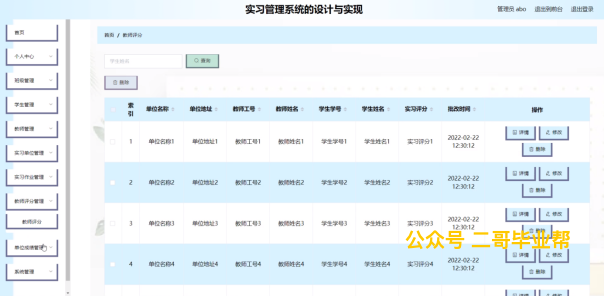 实习管理系统的设计与实现
管理员 abo 退出到前台 退出登录
首页
个人中心
班级管理
学生管理
教师管理
实习单位管理
实习作业管理
教师评分管理
教师评分
单位成绩管理
系统管理
首页 / 教师评分
学生姓名 查询
删除
索引 单位名称 单位地址 教师工号 教师姓名 学生学号 学生姓名 实习评分 批改时间 操作
1 单位名称1 单位地址1 教师工号1 教师姓名1 学生学号1 学生姓名1 实习评分1 2022-02-22 12:30:12 详情 修改 删除
2 单位名称2 单位地址2 教师工号2 教师姓名2 学生学号2 学生姓名2 实习评分2 2022-02-22 12:30:12 详情 修改 删除
3 单位名称3 单位地址3 教师工号3 教师姓名3 学生学号3 学生姓名3 实习评分3 2022-02-22 12:30:12 详情 修改 删除
公众号 二哥毕业帮
4 单位名称4 单位地址4 教师工号4 教师姓名4 学生学号4 学生姓名4 实习评分4 2022-02-22 12:30:12 详情 修改 删除
详情 修改